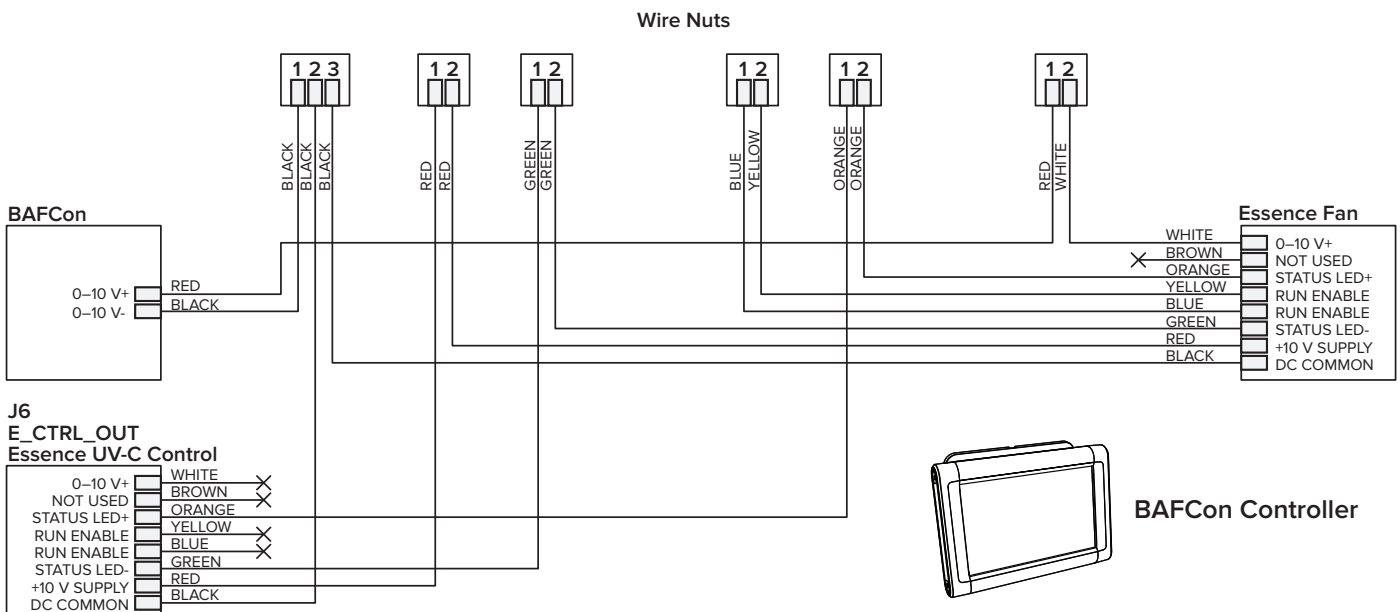 Wire Nuts
1 2 3
1 2
1 2
1 2
1 2
1 2
BLACK
BLACK
BLACK
RED
RED
GREEN
GREEN
BLUE
YELLOW
ORANGE
ORANGE
RED
WHITE
BAFCon
0–10 V+
RED
0–10 V-
BLACK
Essence Fan
WHITE
0–10 V+
BROWN
NOT USED
ORANGE
STATUS LED+
YELLOW
RUN ENABLE
BLUE
RUN ENABLE
GREEN
STATUS LED-
RED
+10 V SUPPLY
BLACK
DC COMMON
J6
E_CTRL_OUT
Essence UV-C Control
0–10 V+
WHITE
NOT USED
BROWN
STATUS LED+
ORANGE
RUN ENABLE
YELLOW
RUN ENABLE
BLUE
STATUS LED-
GREEN
+10 V SUPPLY
RED
DC COMMON
BLACK
BAFCon Controller